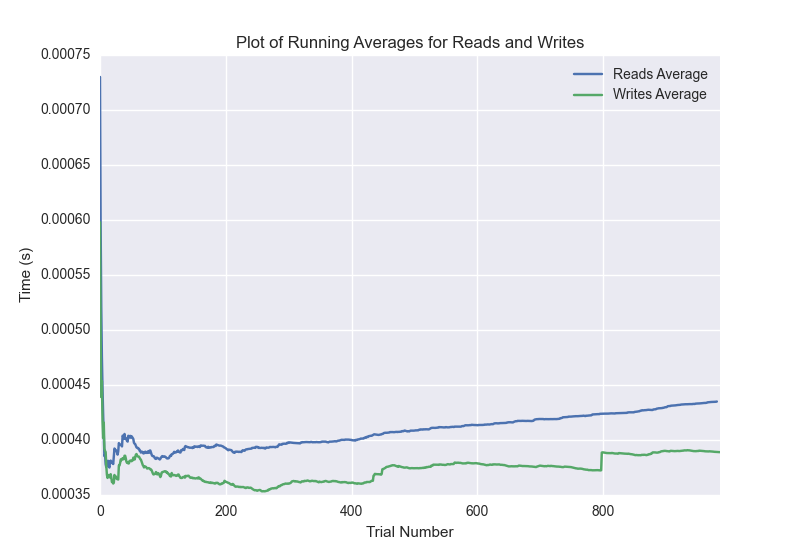 Plot of Running Averages for Reads and Writes
0.00075
0.00070
0.00065
0.00060
0.00055
0.00050
0.00045
0.00040
0.00035
Time (s)
Reads Average
Writes Average
0
200
400
600
800
Trial Number